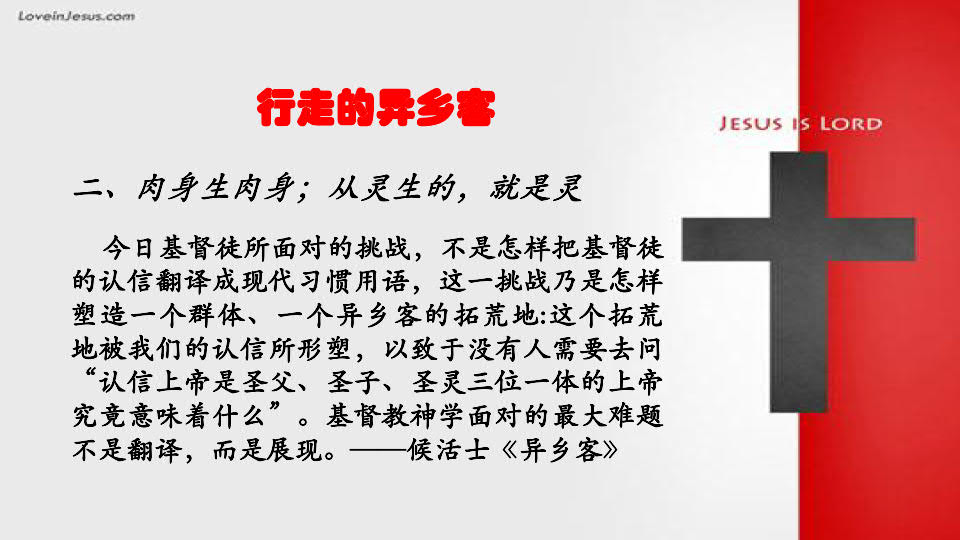 LoveinJesus.com
行走的异乡客
JESUS IS LORD
二、肉身生肉身；从灵生的，就是灵
今日基督徒所面对的挑战，不是怎样把基督徒
的认信翻译成现代习惯用语，这一挑战乃是怎样
塑造一个群体、一个异乡客的拓荒地:这个拓荒
地被我们的认信所形塑，以致于没有人需要去问
“认信上帝是圣父、圣子、圣灵三位一体的上帝
究竟意味着什么”。基督教神学面对的最大难题
不是翻译，而是展现。——候活士《异乡客》